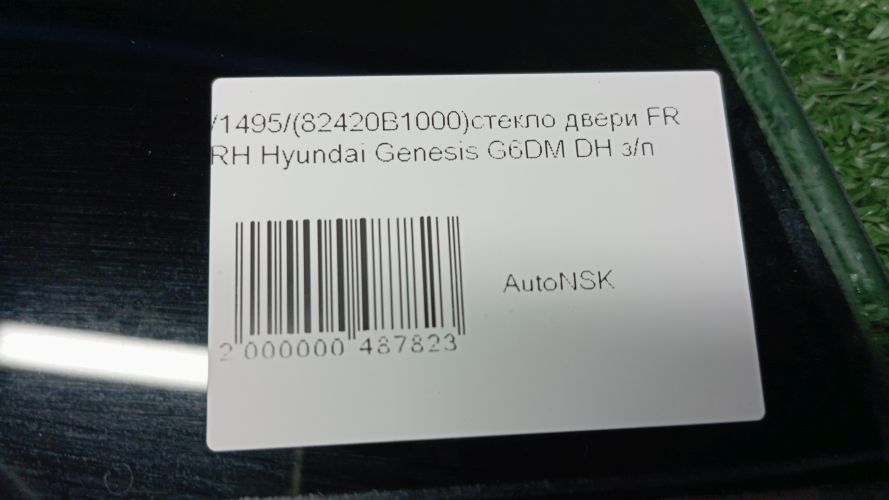 /1495/(82420B1000)стекло двери FR
RH Hyundai Genesis G6DM DH з/п
AutoNSK
2 000000 487823